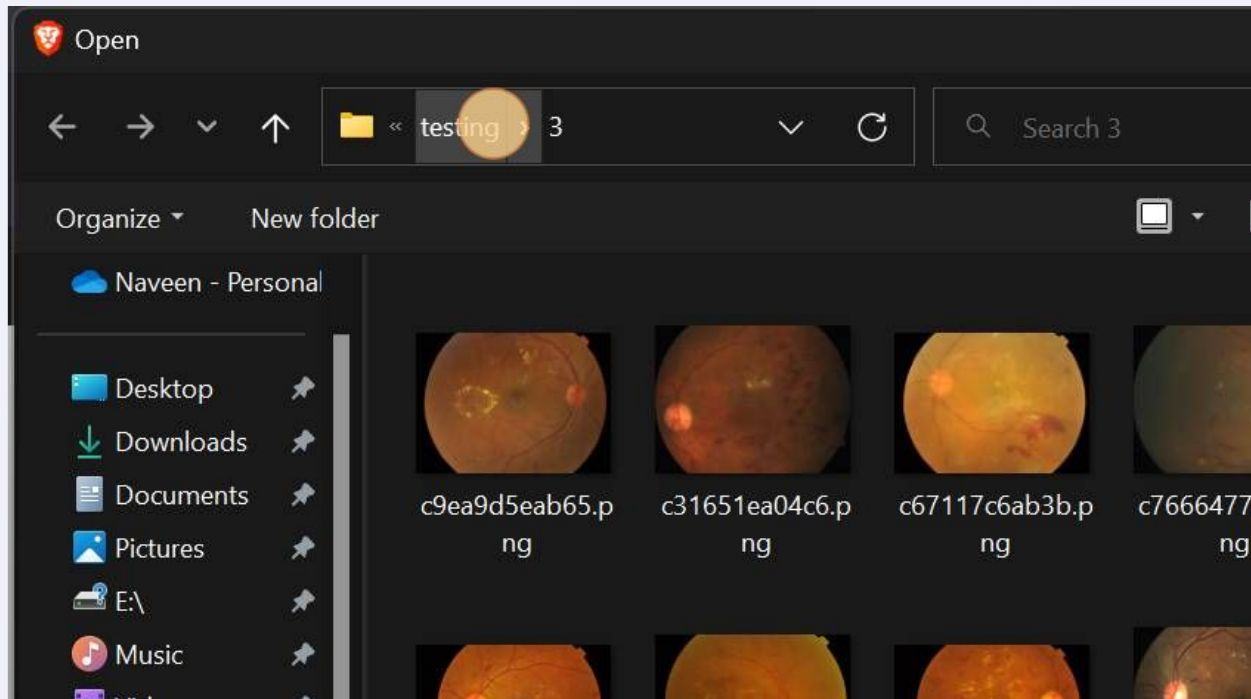 Open
« testing › 3
Search 3
Organize
New folder
Naveen - Personal
Desktop
Downloads
Documents
Pictures
E:\
Music
c9ea9d5eab65.p
ng
c31651ea04c6.p
ng
c67117c6ab3b.p
ng
c7666477
ng